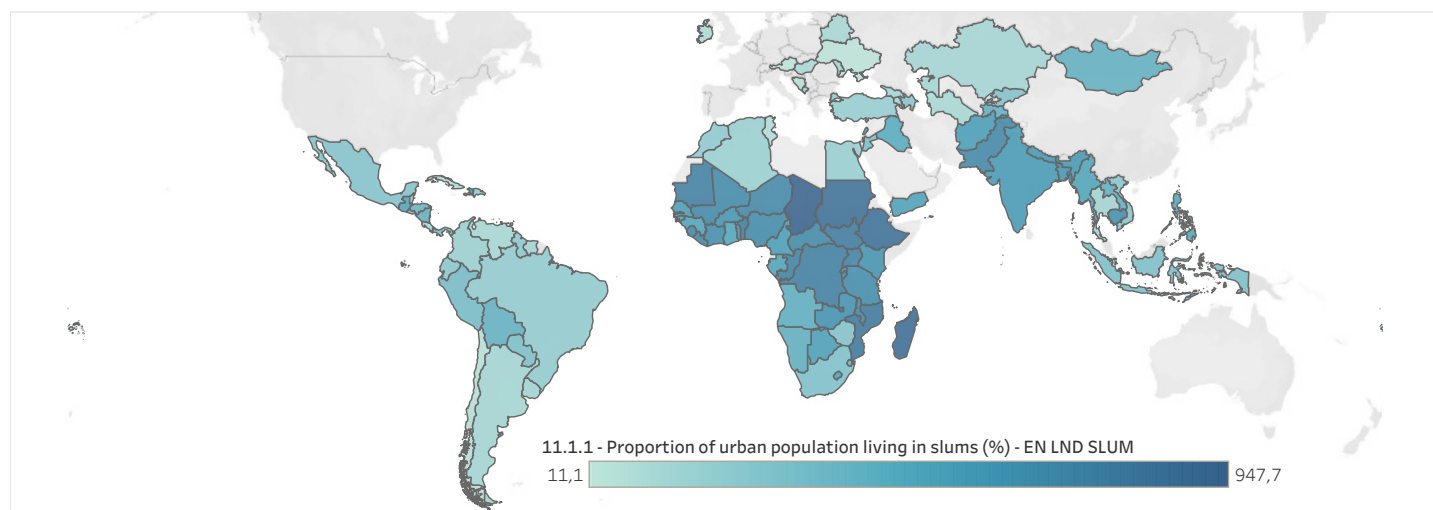 11.1.1 - Proportion of urban population living in slums (%) - EN LND SLUM
11,1
947,7